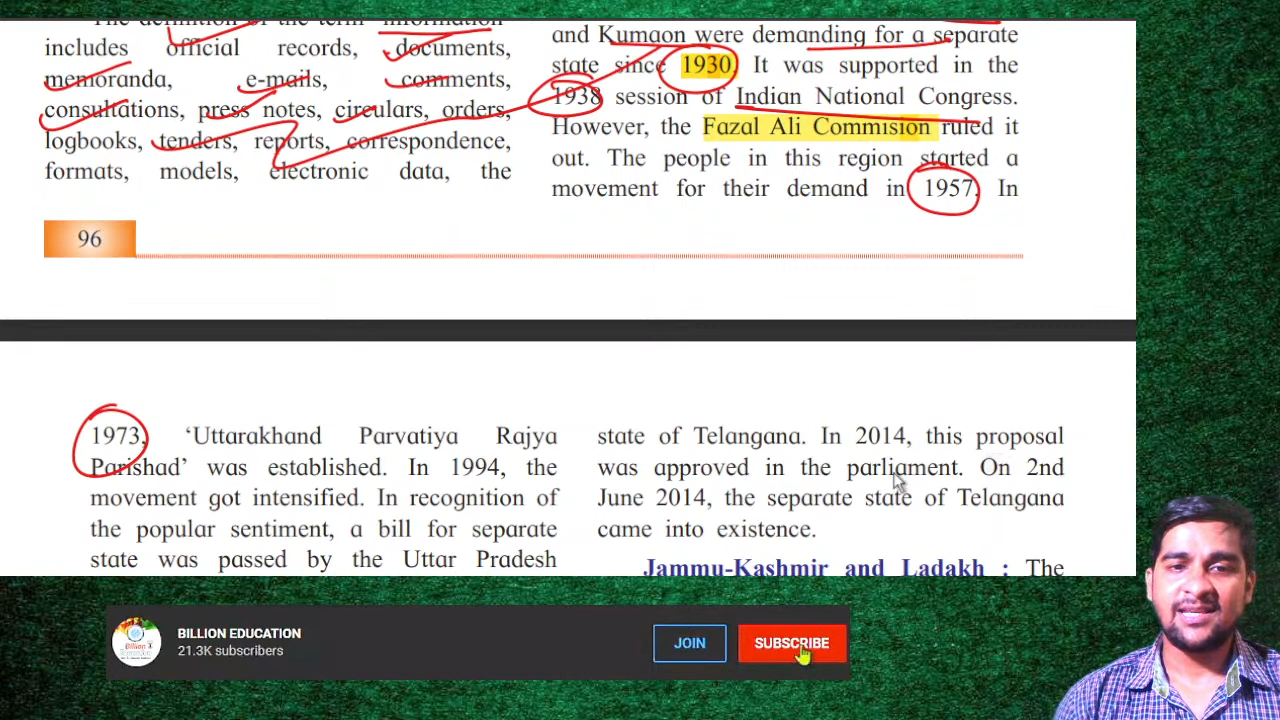 The definition of the term 'information'
includes official records, documents,
memoranda, e-mails, comments,
consultations, press notes, circulars, orders,
logbooks, tenders, reports, correspondence,
formats, models, electronic data, the
96
and Kumaon were demanding for a separate
state since 1930. It was supported in the
1938 session of Indian National Congress.
However, the Fazal Ali Commision ruled it
out. The people in this region started a
movement for their demand in 1957. In
1973, ‘Uttarakhand Parvatiya Rajya
Parishad’ was established. In 1994, the
movement got intensified. In recognition of
the popular sentiment, a bill for separate
state was passed by the Uttar Pradesh
state of Telangana. In 2014, this proposal
was approved in the parliament. On 2nd
June 2014, the separate state of Telangana
came into existence.
Jammu-Kashmir and Ladakh : The
BILLION EDUCATION
21.3K subscribers
JOIN
SUBSCRIBE